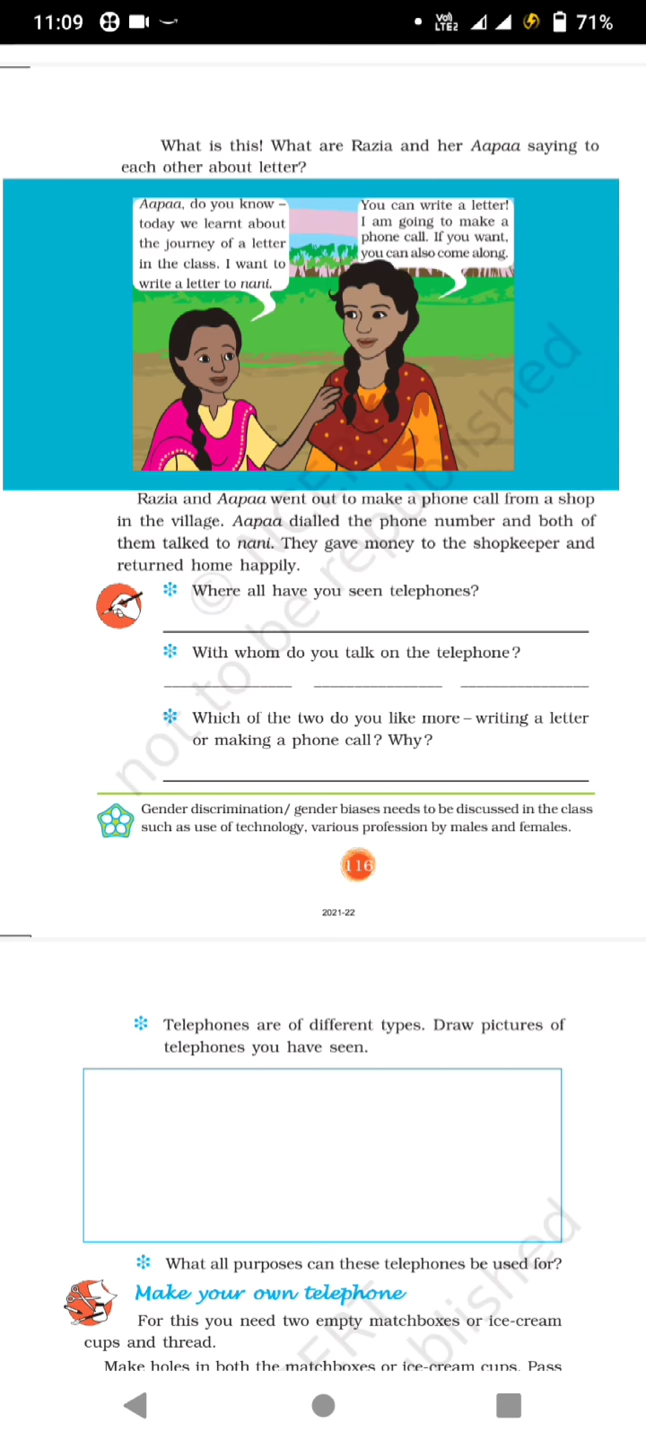 11:09
Vo) LTE2
71%
What is this! What are Razia and her Aapaa saying to
each other about letter?
Aapaa, do you know –
today we learnt about
the journey of a letter
in the class. I want to
write a letter to nani.
You can write a letter!
I am going to make a
phone call. If you want,
you can also come along.
Razia and Aapaa went out to make a phone call from a shop
in the village. Aapaa dialled the phone number and both of
them talked to nani. They gave money to the shopkeeper and
returned home happily.
Where all have you seen telephones?
With whom do you talk on the telephone?
Which of the two do you like more – writing a letter
or making a phone call? Why?
Gender discrimination/ gender biases needs to be discussed in the class
such as use of technology, various profession by males and females.
116
2021-22
© NCERT
not to be republished
Telephones are of different types. Draw pictures of
telephones you have seen.
What all purposes can these telephones be used for?
Make your own telephone
For this you need two empty matchboxes or ice-cream
cups and thread.
Make holes in both the matchboxes or ice-cream cups. Pass
ERT
blished